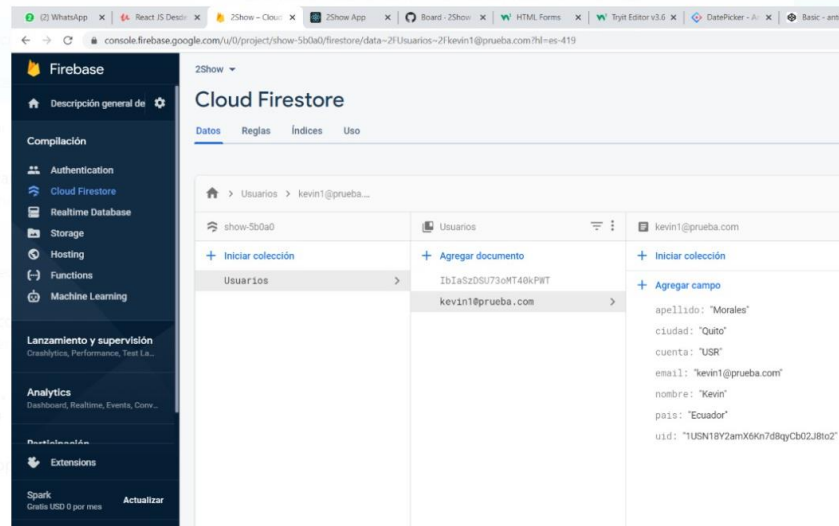 (2) WhatsApp
React JS Desde
2Show – Cloud
2Show App
Board - 2Show
HTML Forms
Tryit Editor v3.6
DatePicker - A
Basic - ant
console.firebase.google.com/u/0/project/show-5b0a0/firestore/data~2FUsuarios~2Fkevin1@prueba.com?hl=es-419
Firebase
Descripción general de
Compilación
Authentication
Cloud Firestore
Realtime Database
Storage
Hosting
Functions
Machine Learning
Lanzamiento y supervisión
Crashlytics, Performance, Test La...
Analytics
Dashboard, Realtime, Events, Conv...
Participación
Extensions
Spark
Gratis USD 0 por mes
Actualizar
2Show
Cloud Firestore
Datos Reglas Índices Uso
Usuarios > kevin1@prueba....
show-5b0a0
Iniciar colección
Usuarios
Usuarios
Agregar documento
IbIaSzDSU73oMT40kPWT
kevin1@prueba.com
kevin1@prueba.com
Iniciar colección
Agregar campo
apellido: "Morales"
ciudad: "Quito"
cuenta: "USR"
email: "kevin1@prueba.com"
nombre: "Kevin"
pais: "Ecuador"
uid: "1USN18Y2amX6Kn7d8qyCb02J8to2"